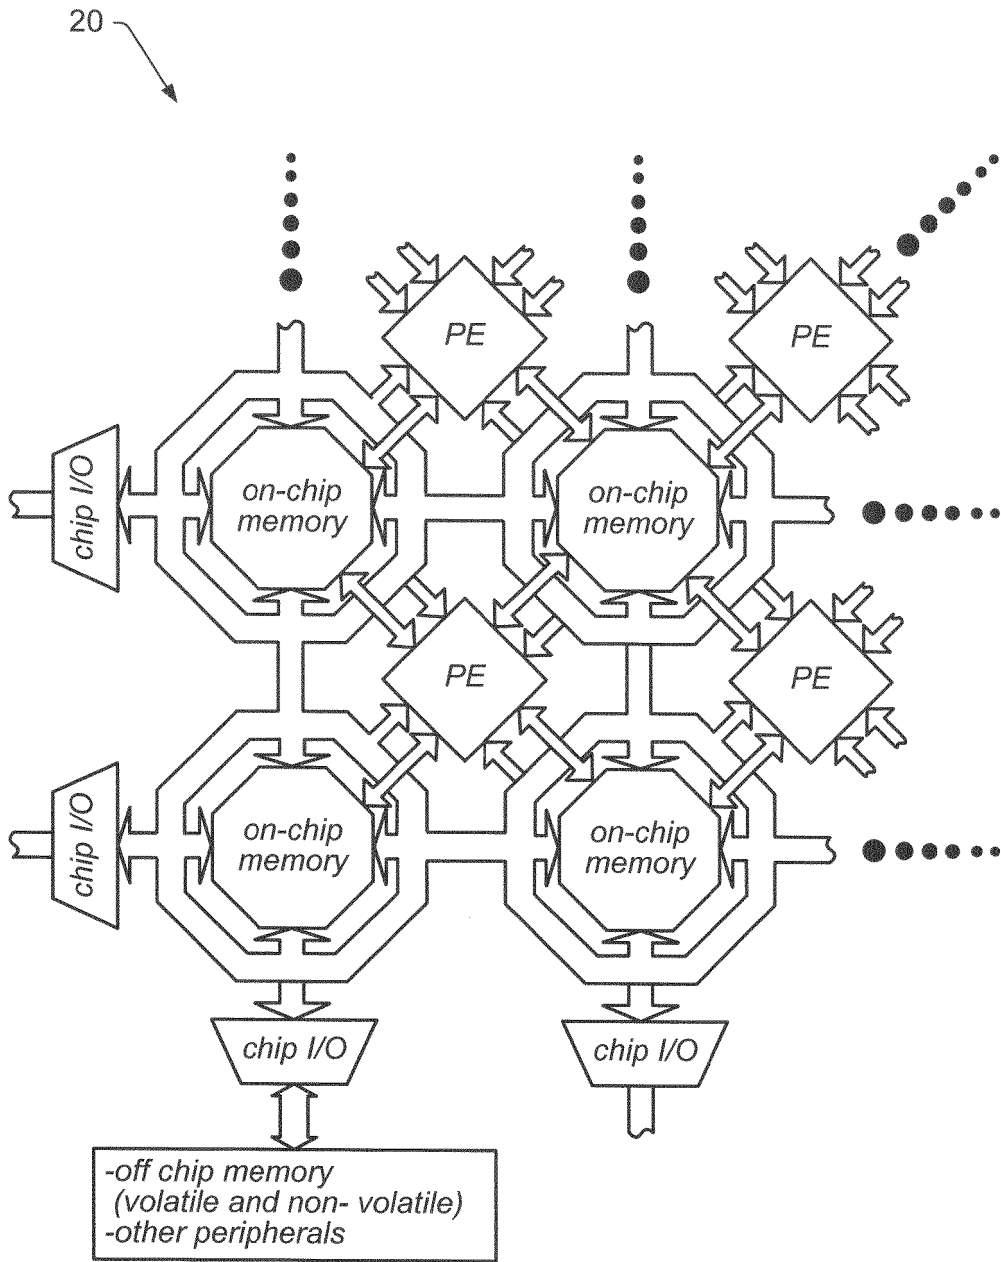 20
PE
PE
chip I/O
on-chip
memory
on-chip
memory
PE
PE
chip I/O
on-chip
memory
on-chip
memory
chip I/O
chip I/O
-off chip memory
(volatile and non- volatile)
-other peripherals